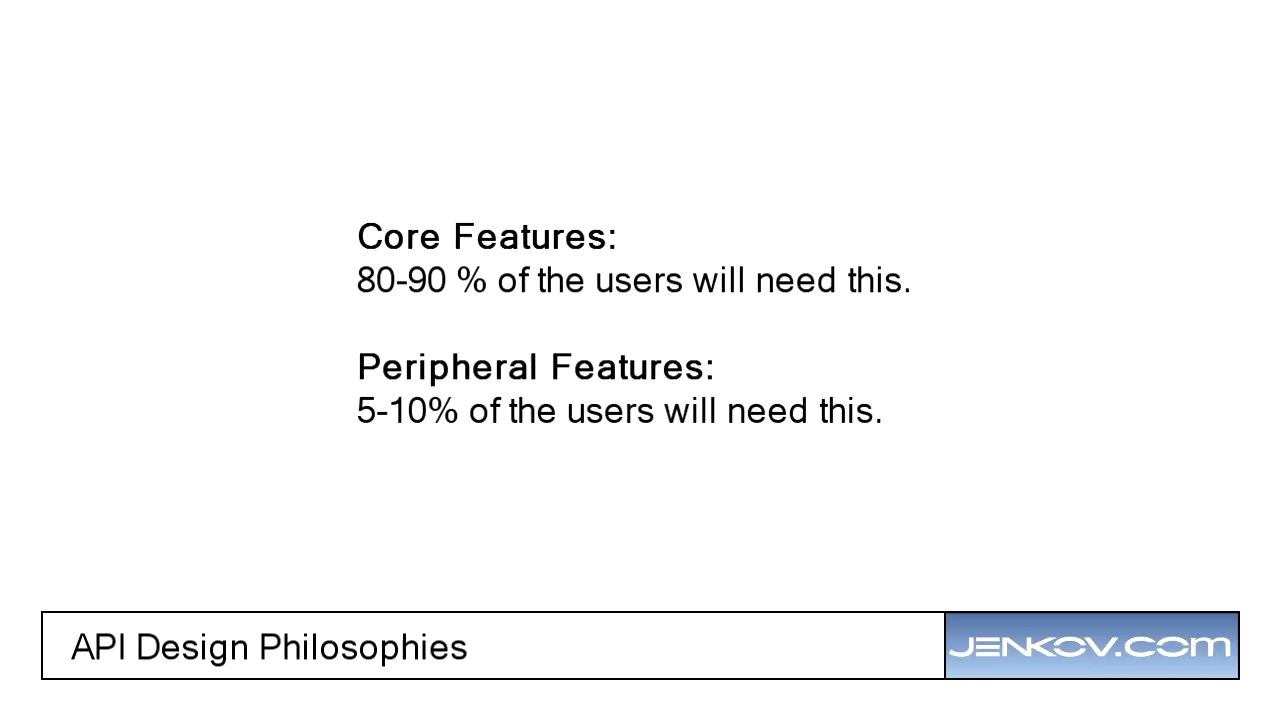 Core Features:
80-90 % of the users will need this.
Peripheral Features:
5-10% of the users will need this.
API Design Philosophies
JENKOV.COM